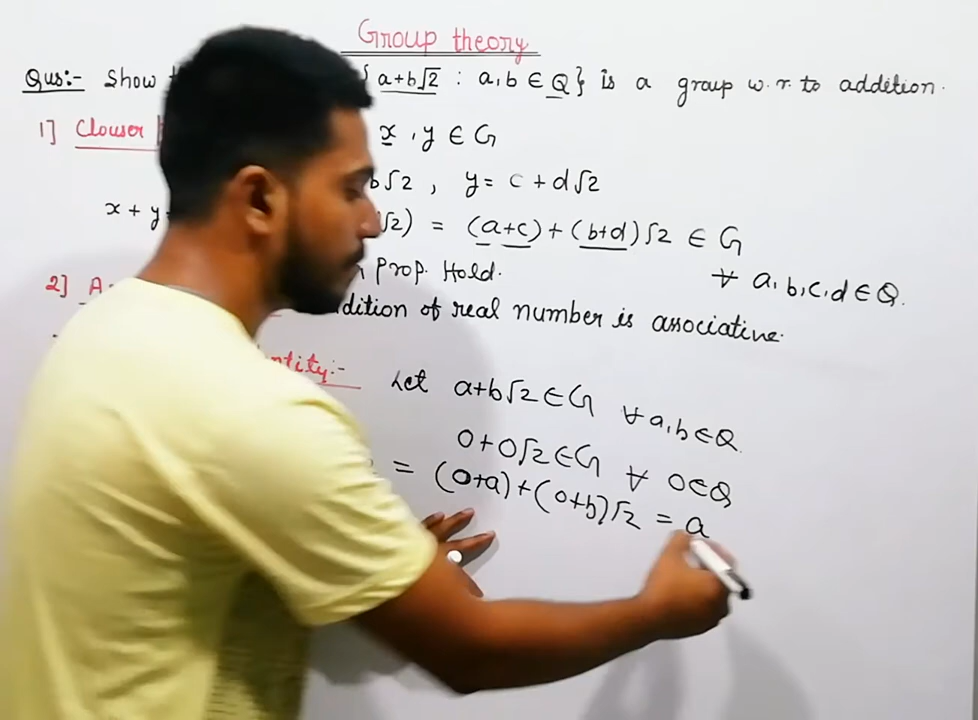 Group theory
Qus:- Show { a+b√2 : a,b ∈ Q} is a group w.r. to addition.
1] Clouser x , y ∈ G
b√2 , y = c + d√2
x + y √2) = (a+c) + (b+d)√2 ∈ G
Prop. Hold. ∀ a,b,c,d ∈ Q.
2] A dition of real number is associative.
ntity:- Let a+b√2 ∈ G ∀ a,b ∈ Q
0+0√2 ∈ G ∀ 0 ∈ Q
= (0+a)+(0+b)√2 = a